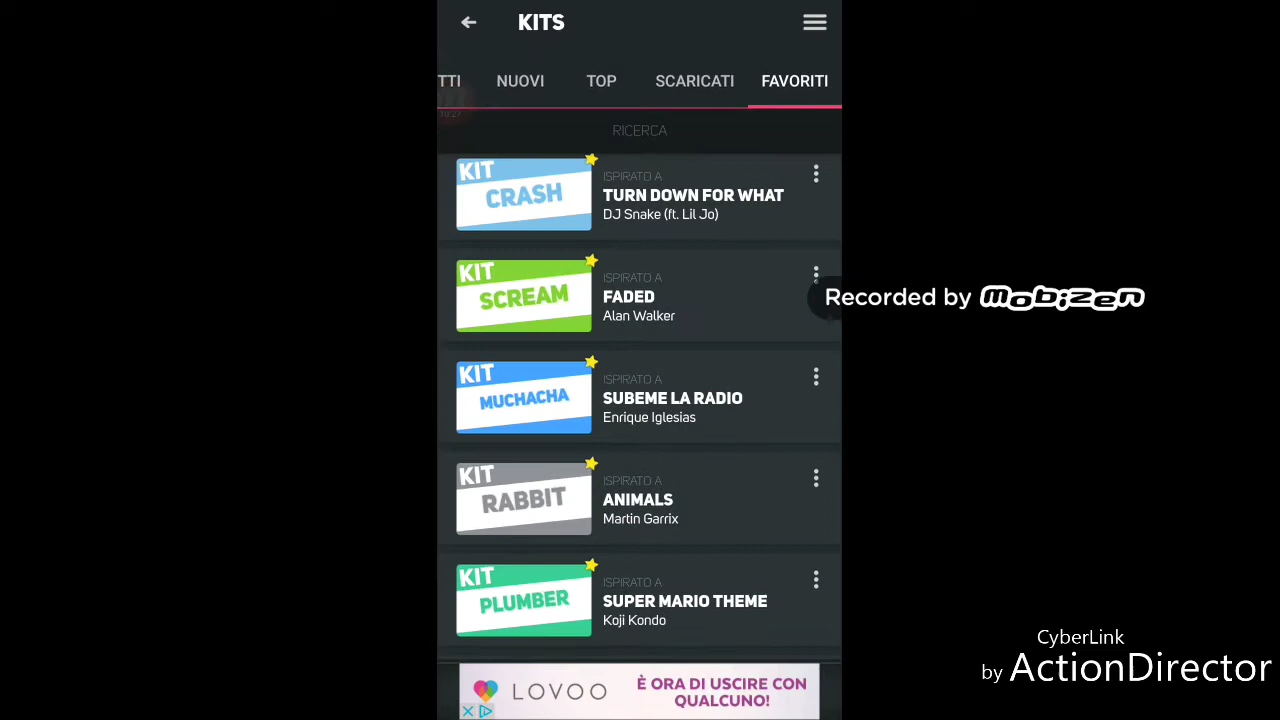 KITS
TTI NUOVI TOP SCARICATI FAVORITI
10:27
RICERCA
KIT
CRASH
ISPIRATO A
TURN DOWN FOR WHAT
DJ Snake (ft. Lil Jo)
KIT
SCREAM
ISPIRATO A
FADED
Alan Walker
Recorded by mobizen
KIT
MUCHACHA
ISPIRATO A
SUBEME LA RADIO
Enrique Iglesias
KIT
RABBIT
ISPIRATO A
ANIMALS
Martin Garrix
KIT
PLUMBER
ISPIRATO A
SUPER MARIO THEME
Koji Kondo
LOVOO
È ORA DI USCIRE CON
QUALCUNO!
CyberLink
by ActionDirector